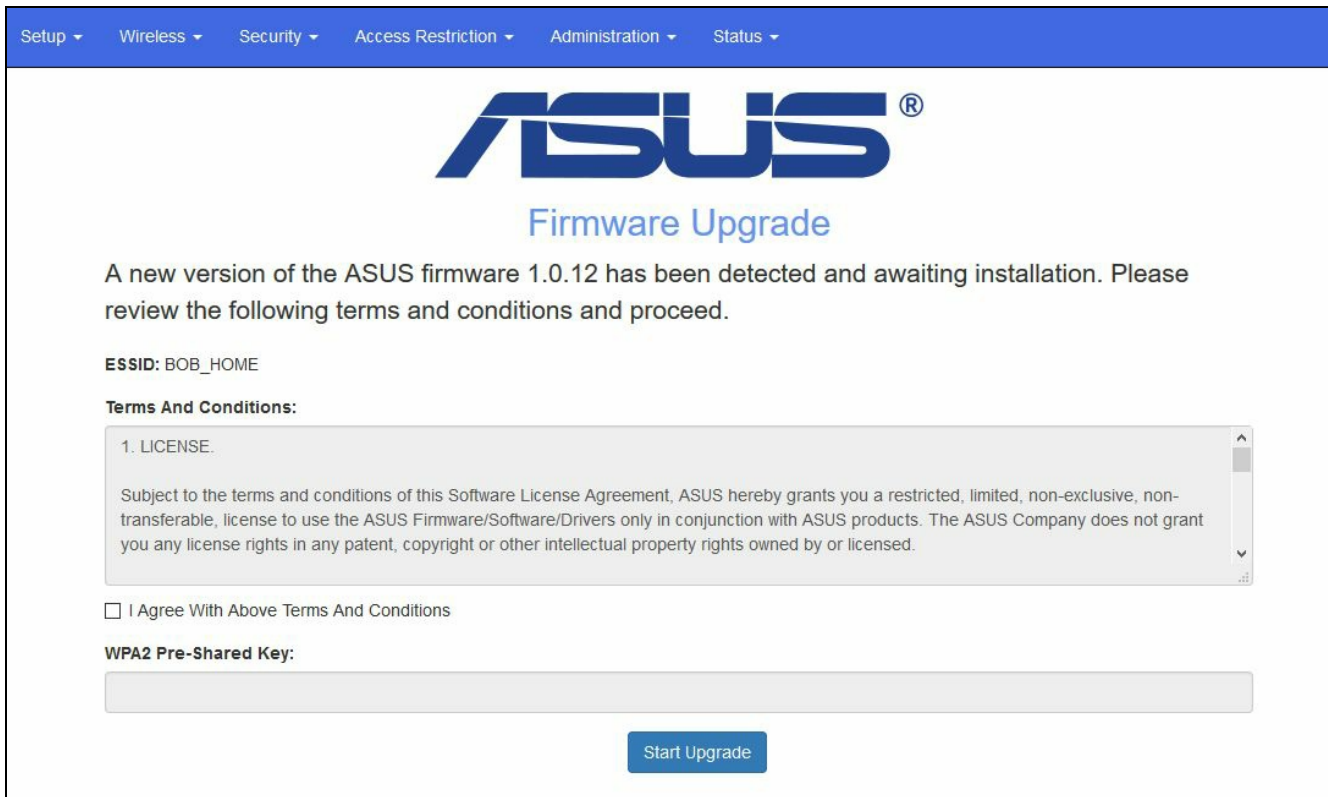 Setup Wireless Security Access Restriction Administration Status
ASUS®
Firmware Upgrade
A new version of the ASUS firmware 1.0.12 has been detected and awaiting installation. Please
review the following terms and conditions and proceed.
ESSID: BOB_HOME
Terms And Conditions:
1. LICENSE.
Subject to the terms and conditions of this Software License Agreement, ASUS hereby grants you a restricted, limited, non-exclusive, non-
transferable, license to use the ASUS Firmware/Software/Drivers only in conjunction with ASUS products. The ASUS Company does not grant
you any license rights in any patent, copyright or other intellectual property rights owned by or licensed.
I Agree With Above Terms And Conditions
WPA2 Pre-Shared Key:
Start Upgrade